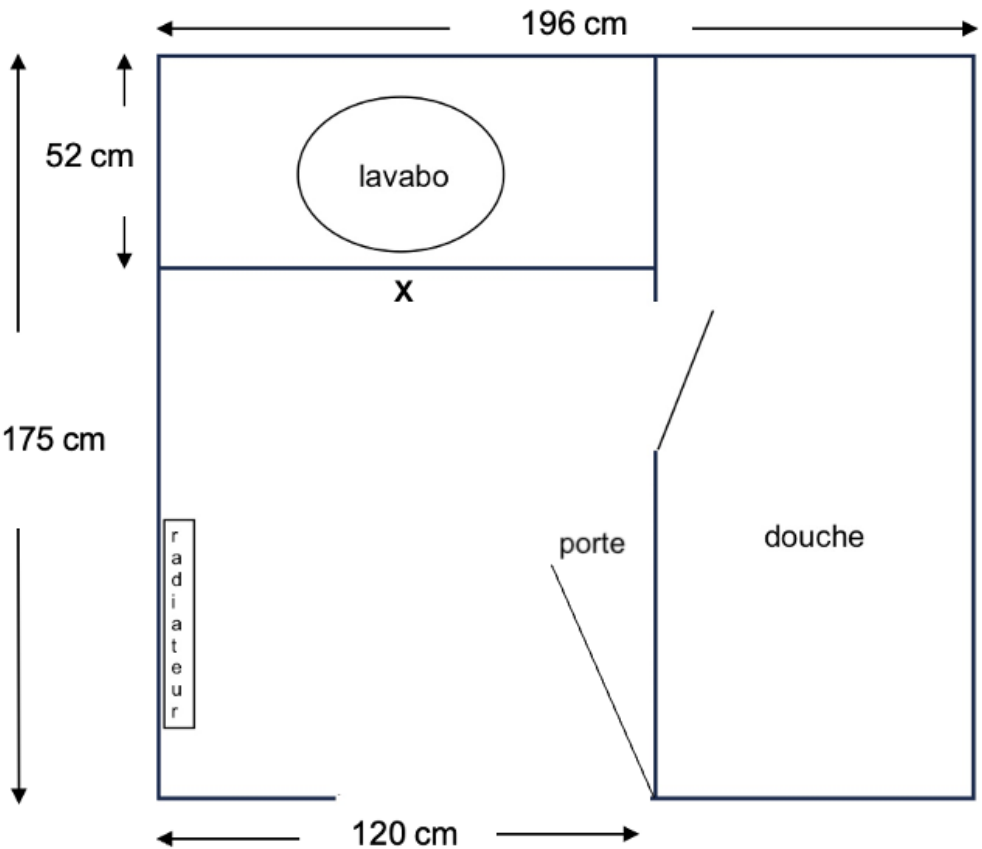 196 cm
52 cm
lavabo
X
175 cm
porte
douche
radiateur
120 cm